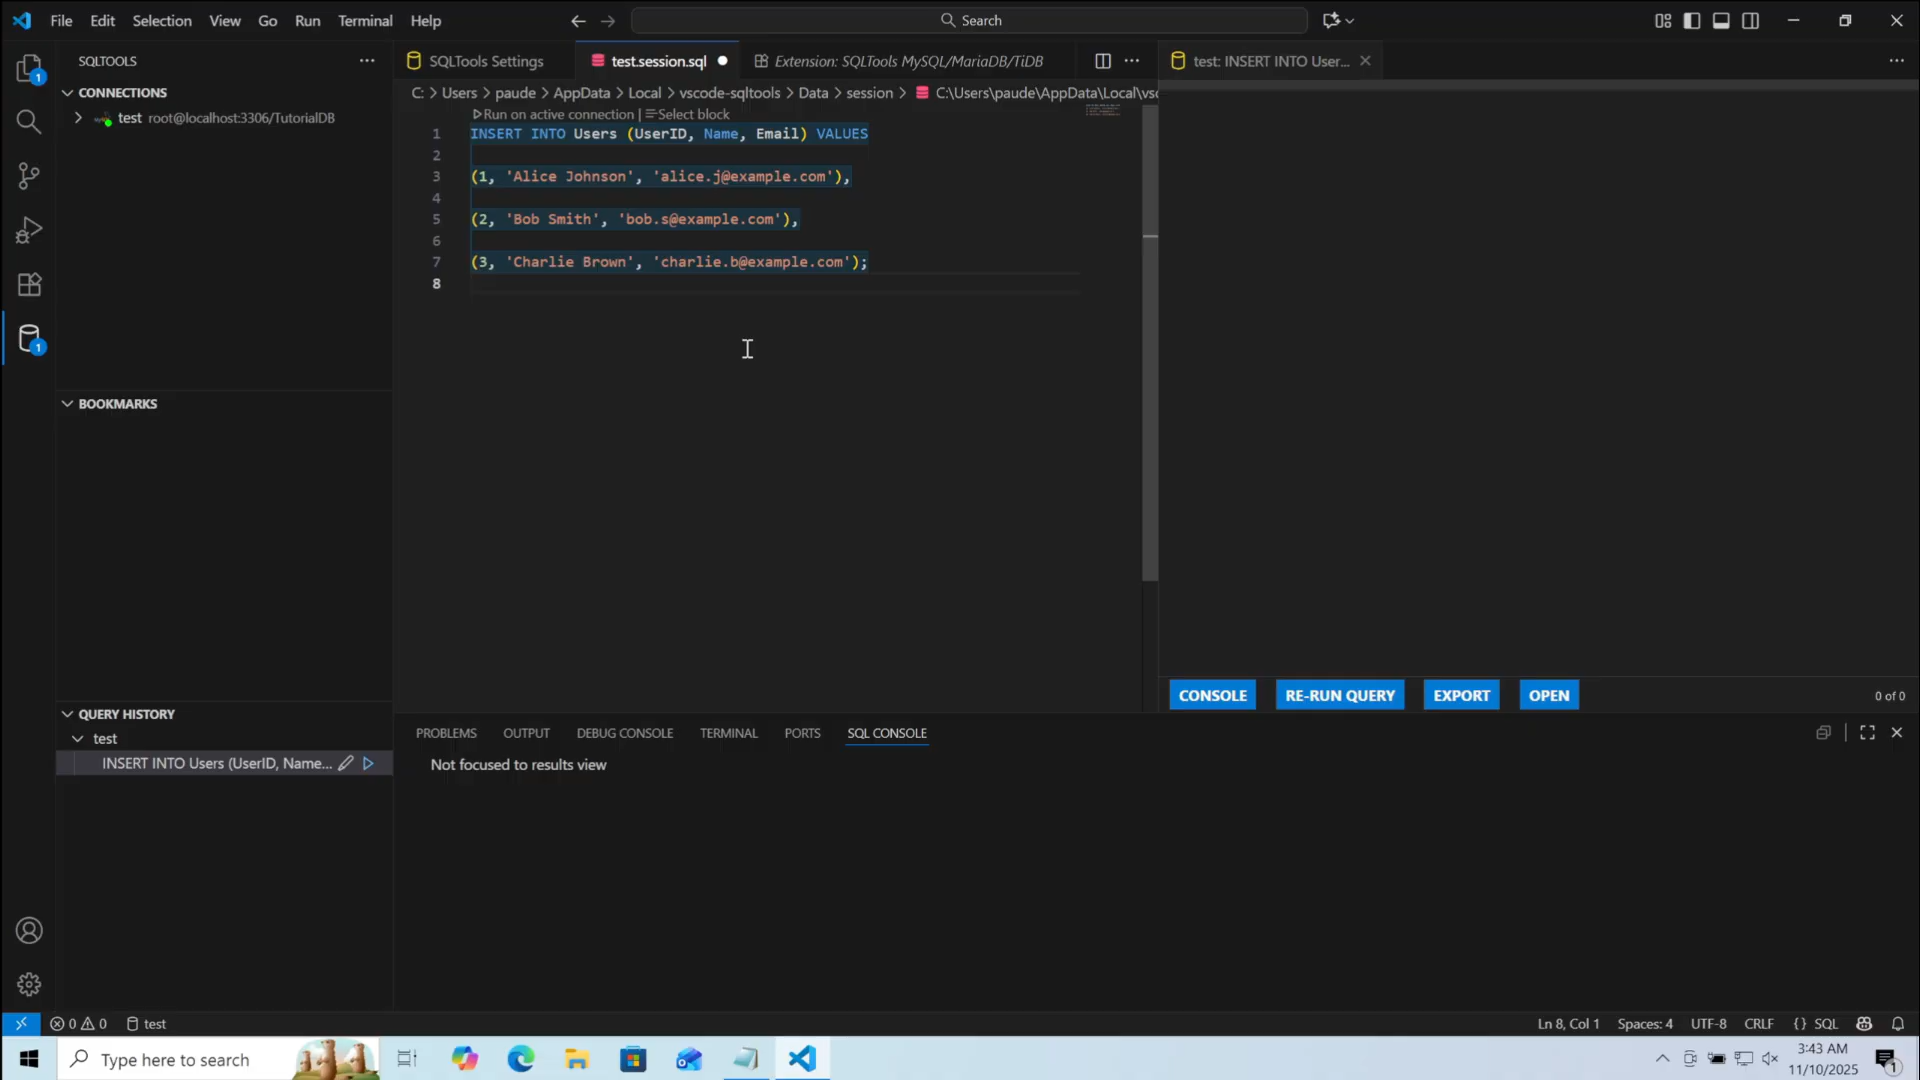 File Edit Selection View Go Run Terminal Help
Search
SQLTOOLS
CONNECTIONS
test root@localhost:3306/TutorialDB
BOOKMARKS
QUERY HISTORY
test
INSERT INTO Users (UserID, Name...
SQLTools Settings
test.session.sql
Extension: SQLTools MySQL/MariaDB/TiDB
C: > Users > paude > AppData > Local > vscode-sqltools > Data > session > C:\Users\paude\AppData\Local\vsc
Run on active connection | Select block
1 INSERT INTO Users (UserID, Name, Email) VALUES
2
3 (1, 'Alice Johnson', 'alice.j@example.com'),
4
5 (2, 'Bob Smith', 'bob.s@example.com'),
6
7 (3, 'Charlie Brown', 'charlie.b@example.com');
8
test: INSERT INTO User...
CONSOLE RE-RUN QUERY EXPORT OPEN 0 of 0
PROBLEMS OUTPUT DEBUG CONSOLE TERMINAL PORTS SQL CONSOLE
Not focused to results view
0 0 test
Ln 8, Col 1 Spaces: 4 UTF-8 CRLF {} SQL
Type here to search
3:43 AM
11/10/2025